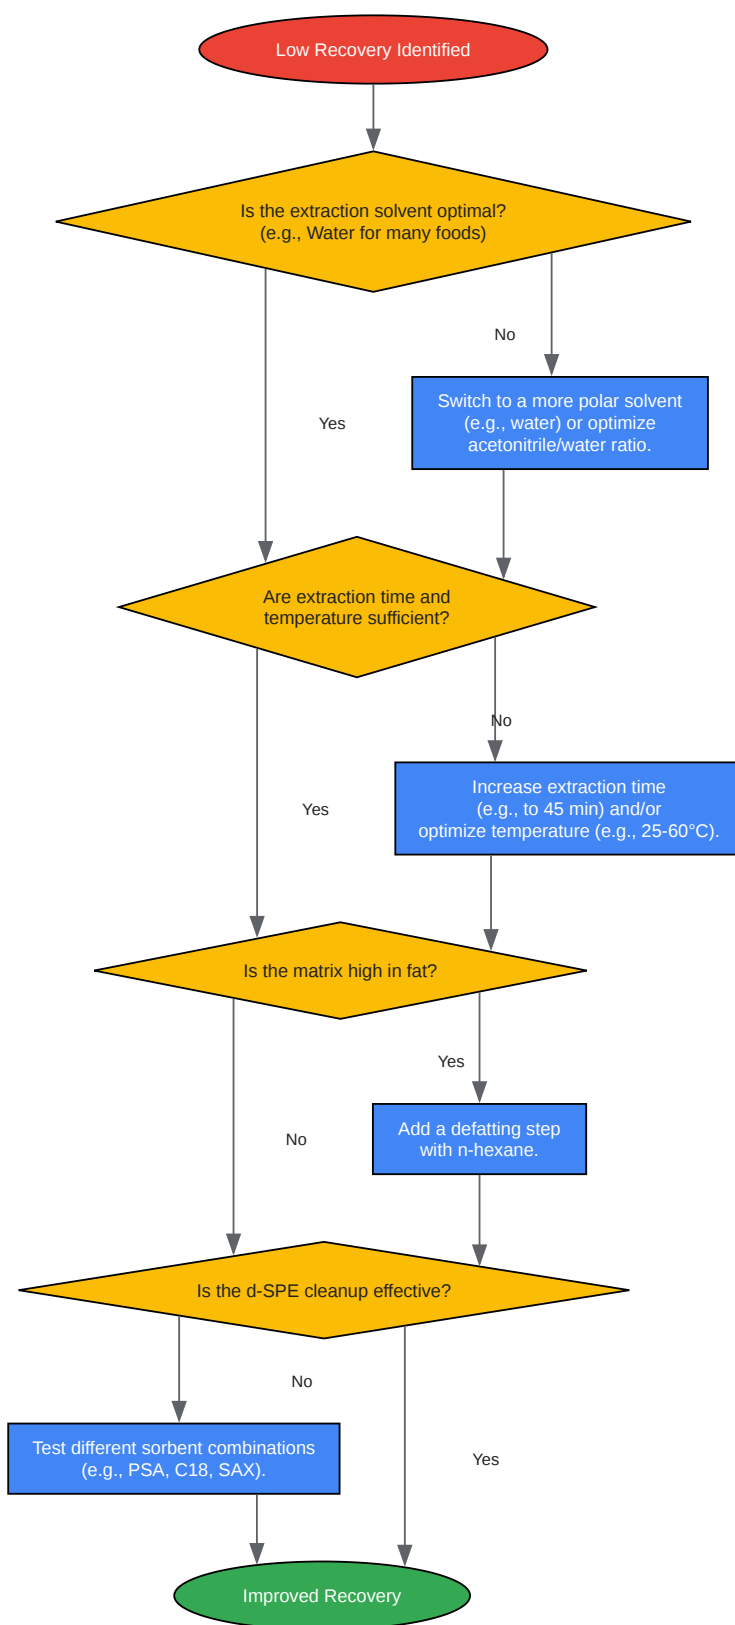 Low Recovery Identified
Is the extraction solvent optimal?
(e.g., Water for many foods)
No
Switch to a more polar solvent
(e.g., water) or optimize
acetonitrile/water ratio.
Yes
Are extraction time and
temperature sufficient?
No
Increase extraction time
(e.g., to 45 min) and/or
optimize temperature (e.g., 25-60°C).
Yes
Is the matrix high in fat?
Yes
Add a defatting step
with n-hexane.
No
Is the d-SPE cleanup effective?
No
Test different sorbent combinations
(e.g., PSA, C18, SAX).
Yes
Improved Recovery